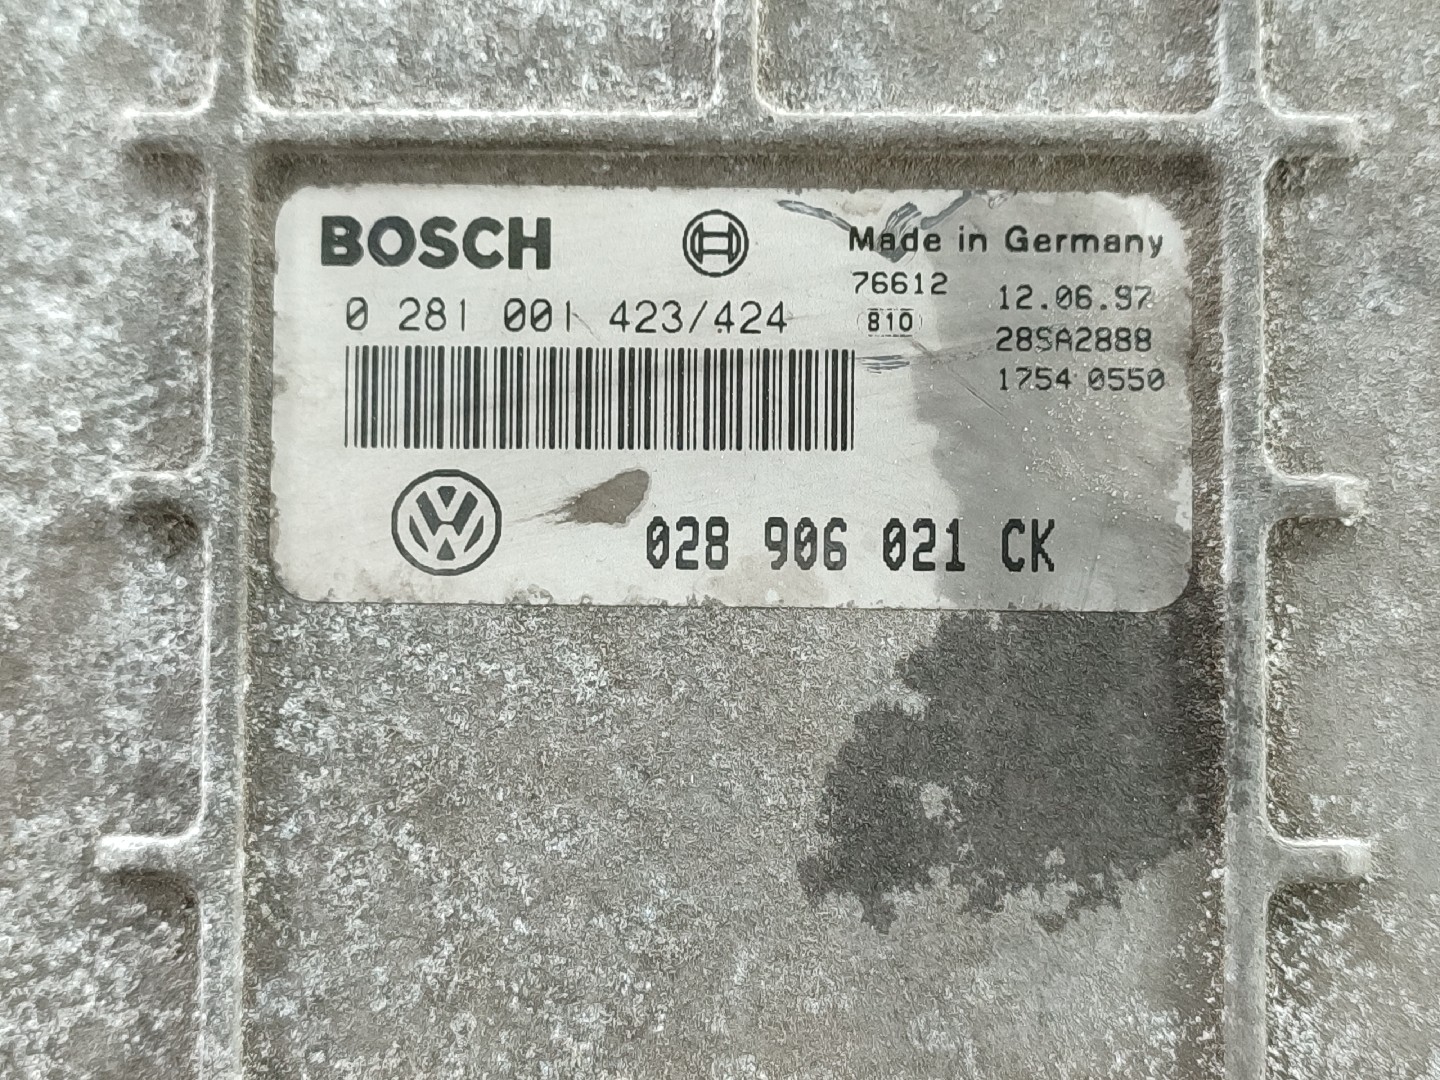 BOSCH
Made in Germany
0 281 001 423/424
76612
810
12.06.97
28SA2888
1754 0550
028 906 021 CK